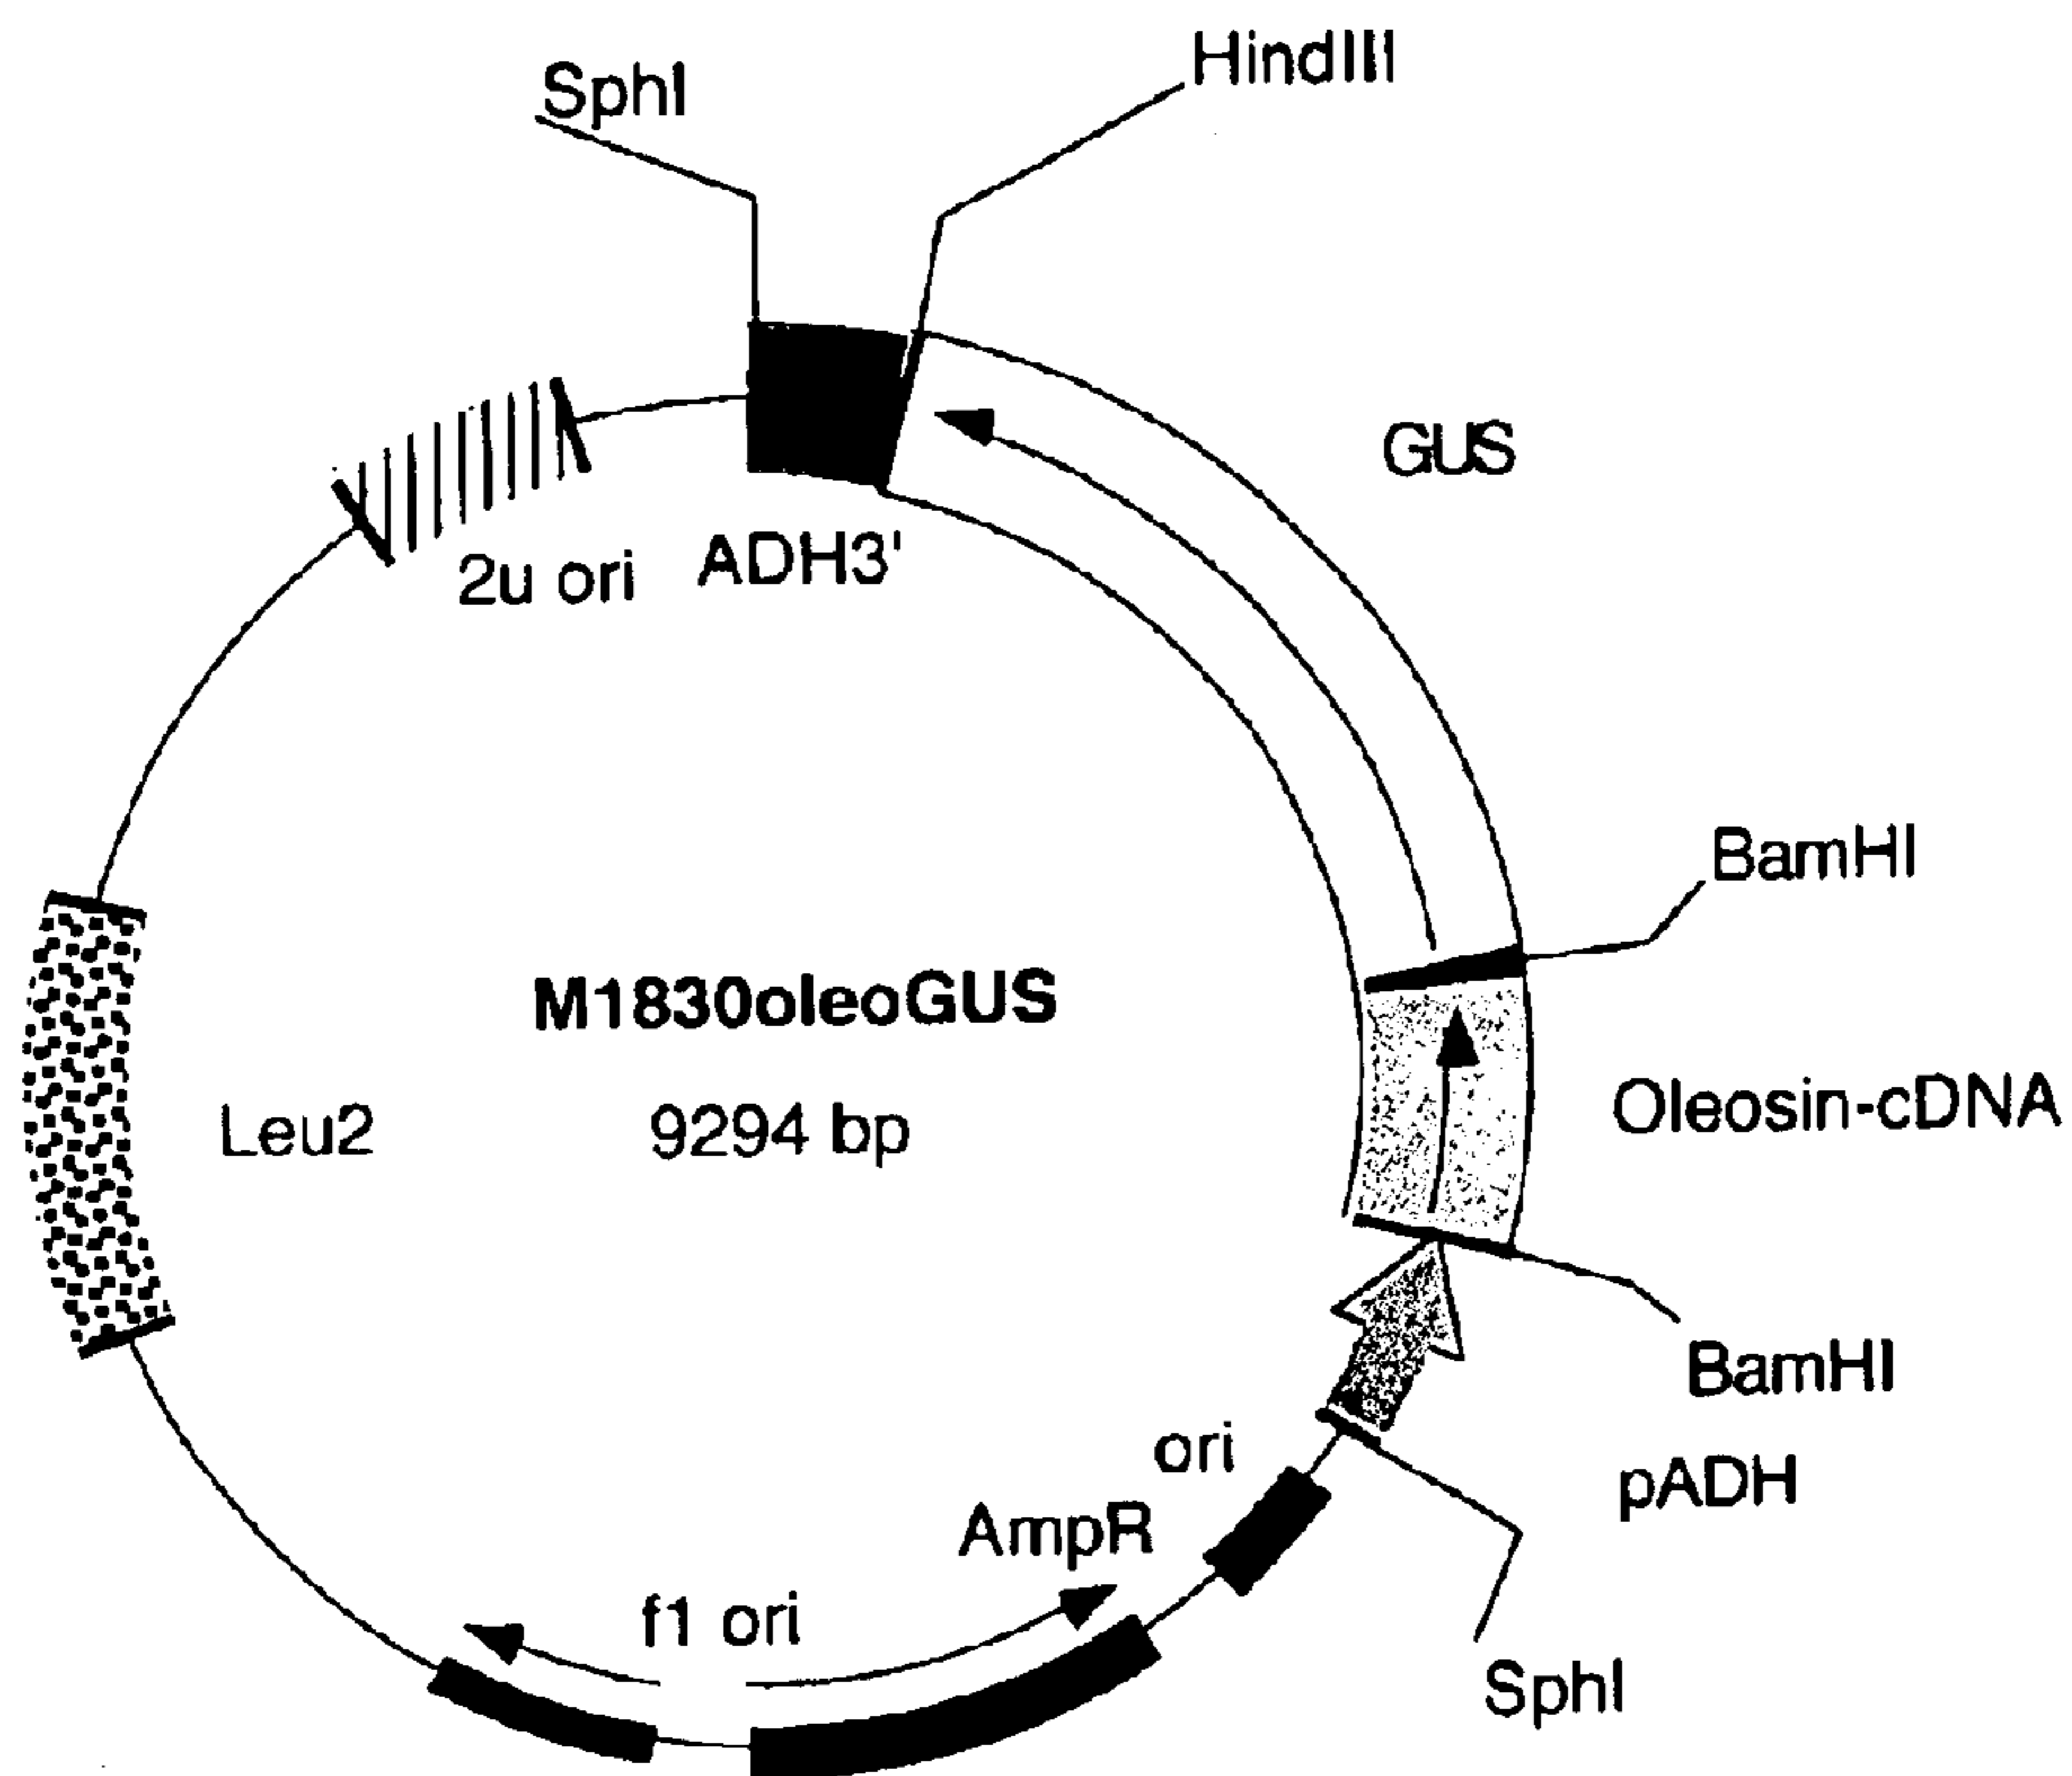 SphI
HindIII
GUS
2u ori
ADH3'
BamHI
M1830oleoGUS
9294 bp
Leu2
Oleosin-cDNA
BamHI
pADH
ori
AmpR
f1 ori
SphI